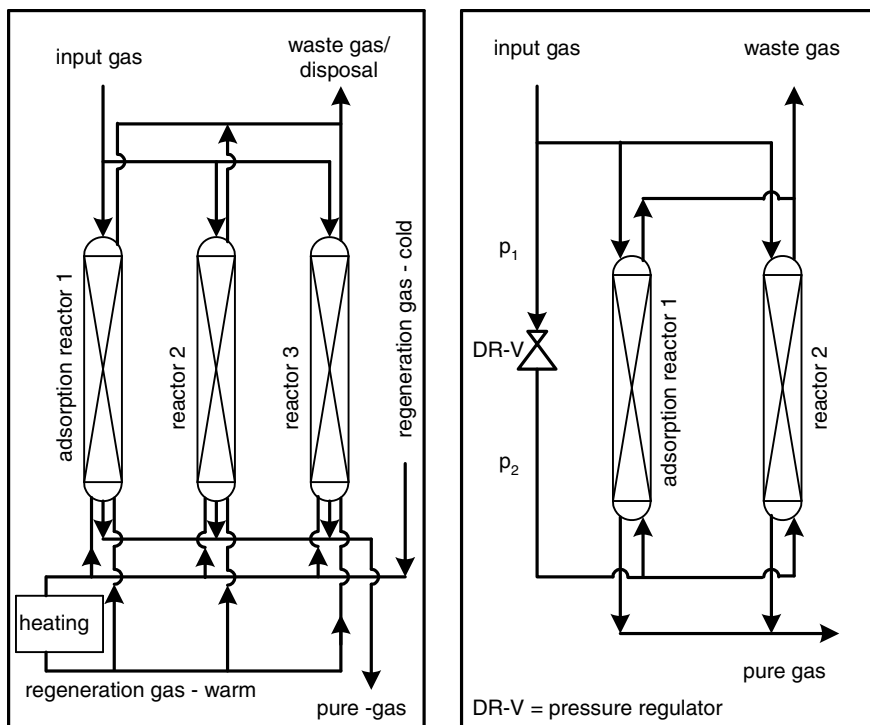 input gas
waste gas/
disposal
adsorption reactor 1
reactor 2
reactor 3
regeneration gas - cold
heating
regeneration gas - warm
pure -gas
input gas
waste gas
p1
DR-V
p2
adsorption reactor 1
reactor 2
pure gas
DR-V = pressure regulator